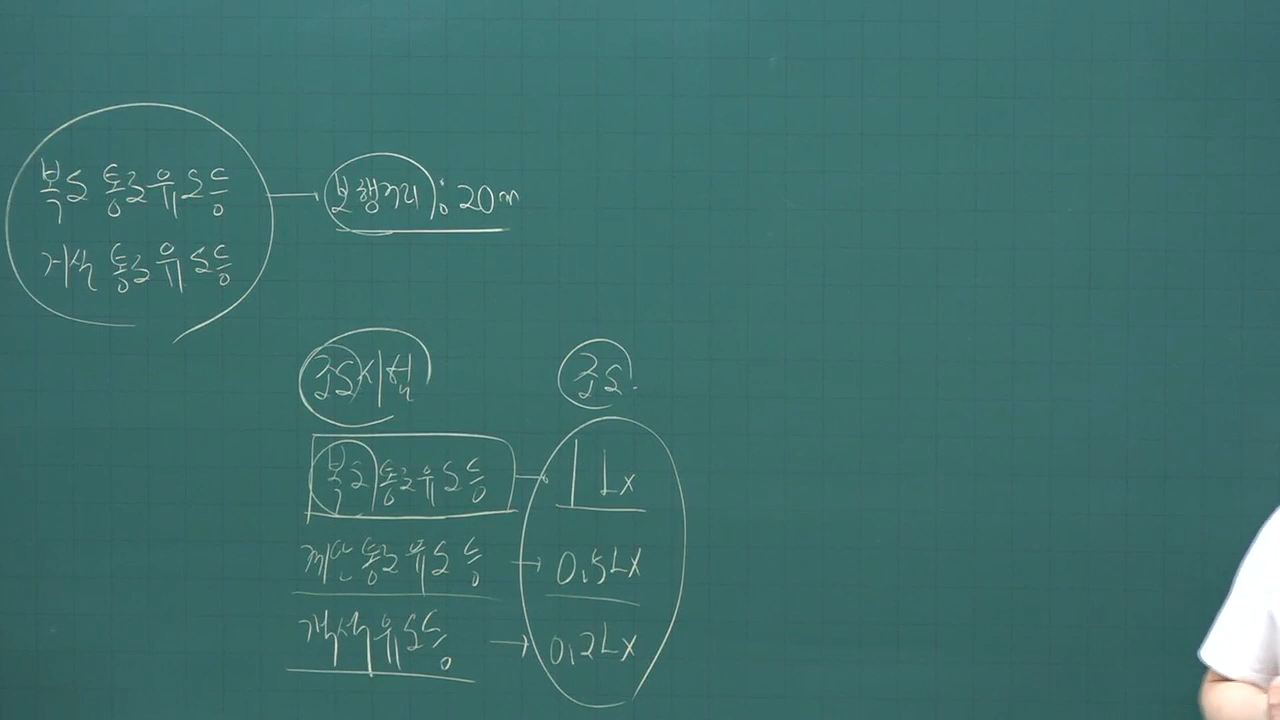 복도 통로유도등
거실 통로유도등
보행거리 : 20m
조도시험 조도
복도통로유도등 → 1 Lx
계단통로유도등 → 0.5Lx
객석유도등 → 0.2Lx